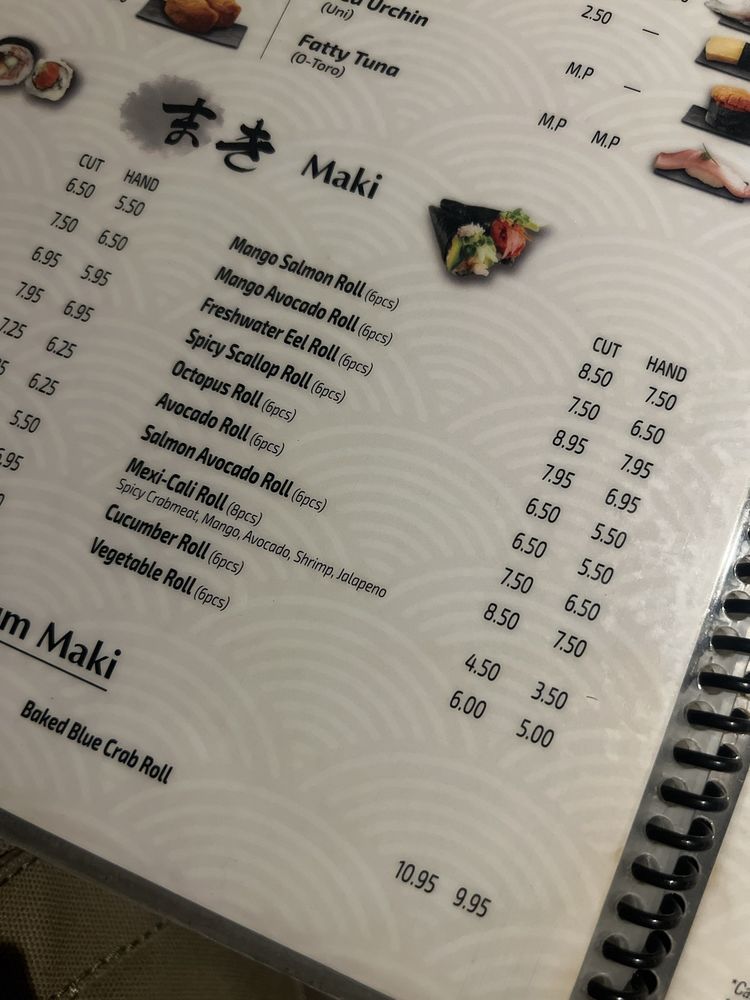 Urchin
(Uni)
2.50 —
Fatty Tuna
(O-Toro)
M.P —
M.P M.P
まき Maki
CUT HAND
6.50 5.50
7.50 6.50
6.95 5.95
7.95 6.95
7.25 6.25
6.25
5.50
CUT HAND
Mango Salmon Roll (6pcs) 8.50 7.50
Mango Avocado Roll (6pcs) 7.50 6.50
Freshwater Eel Roll (6pcs) 8.95 7.95
Spicy Scallop Roll (6pcs) 7.95 6.95
Octopus Roll (6pcs) 6.50 5.50
Avocado Roll (6pcs) 6.50 5.50
Salmon Avocado Roll (6pcs) 7.50 6.50
Mexi-Cali Roll (8pcs) 8.50 7.50
Spicy Crabmeat, Mango, Avocado, Shrimp, Jalapeno
Cucumber Roll (6pcs) 4.50 3.50
Vegetable Roll (6pcs) 6.00 5.00
Maki
Baked Blue Crab Roll
10.95 9.95